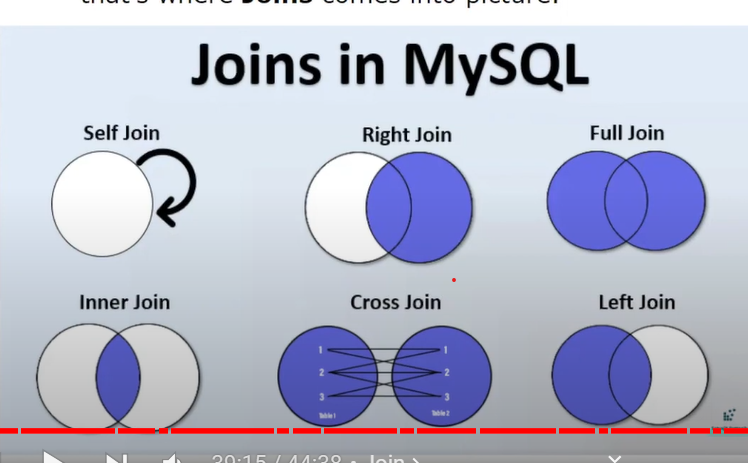 that's where Joins comes into picture.
Joins in MySQL
Self Join
Right Join
Full Join
Inner Join
Cross Join
Left Join
1 1
2 2
3 3
Table 1 Table 2
39:15 / 44:38 • Join >